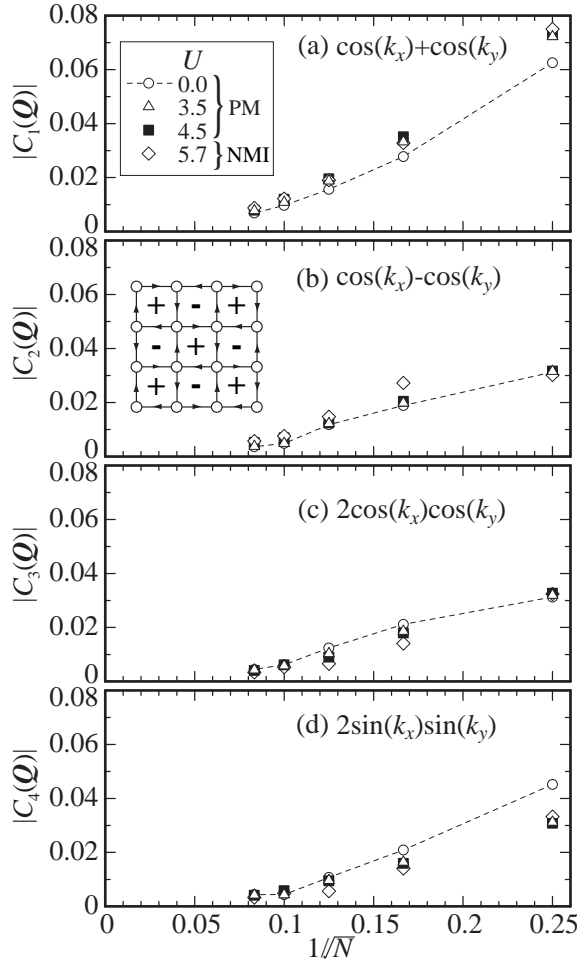 0.08
(a) cos(kx)+cos(ky)
U
0.0
3.5
PM
4.5
5.7
NMI
0.06
0.04
0.02
0
|C1(Q)|
0.08
(b) cos(kx)-cos(ky)
+ - +
- + -
+ - +
0.06
0.04
0.02
0
|C2(Q)|
0.08
(c) 2cos(kx)cos(ky)
0.06
0.04
0.02
0
|C3(Q)|
0.08
(d) 2sin(kx)sin(ky)
0.06
0.04
0.02
0
|C4(Q)|
0 0.05 0.1 0.15 0.2 0.25
1/√N